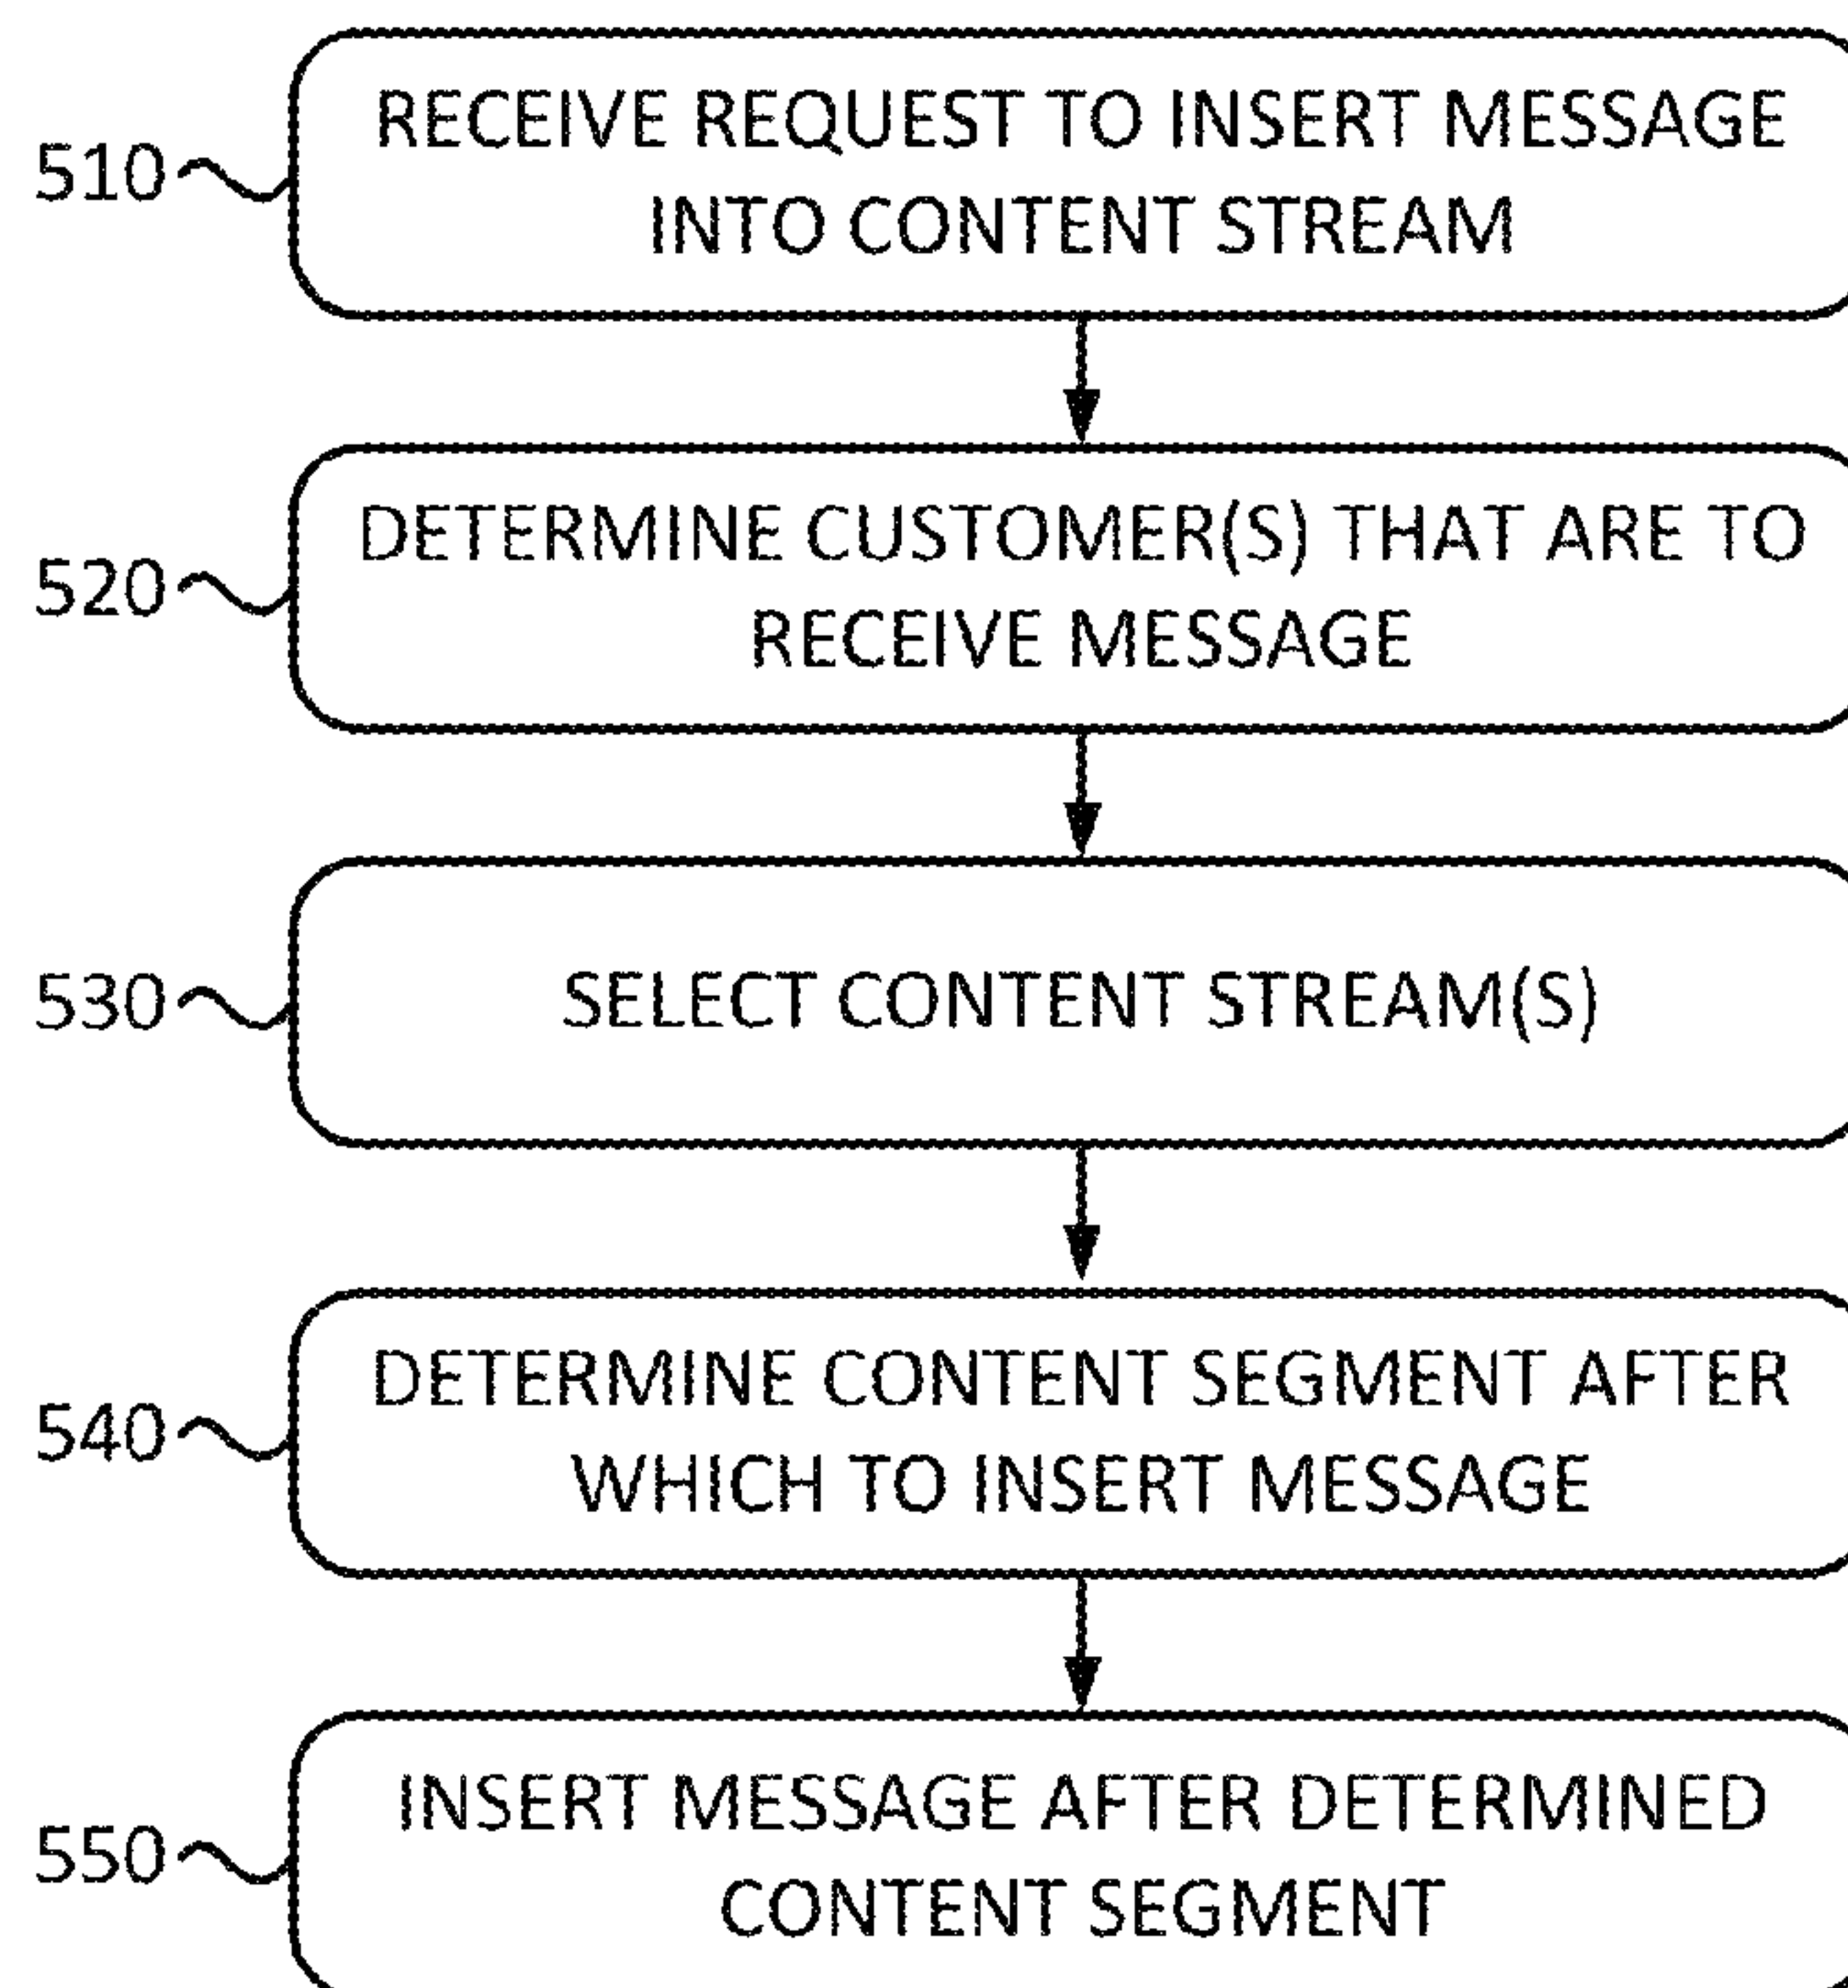 510
RECEIVE REQUEST TO INSERT MESSAGE
INTO CONTENT STREAM
520
DETERMINE CUSTOMER(S) THAT ARE TO
RECEIVE MESSAGE
530
SELECT CONTENT STREAM(S)
540
DETERMINE CONTENT SEGMENT AFTER
WHICH TO INSERT MESSAGE
550
INSERT MESSAGE AFTER DETERMINED
CONTENT SEGMENT